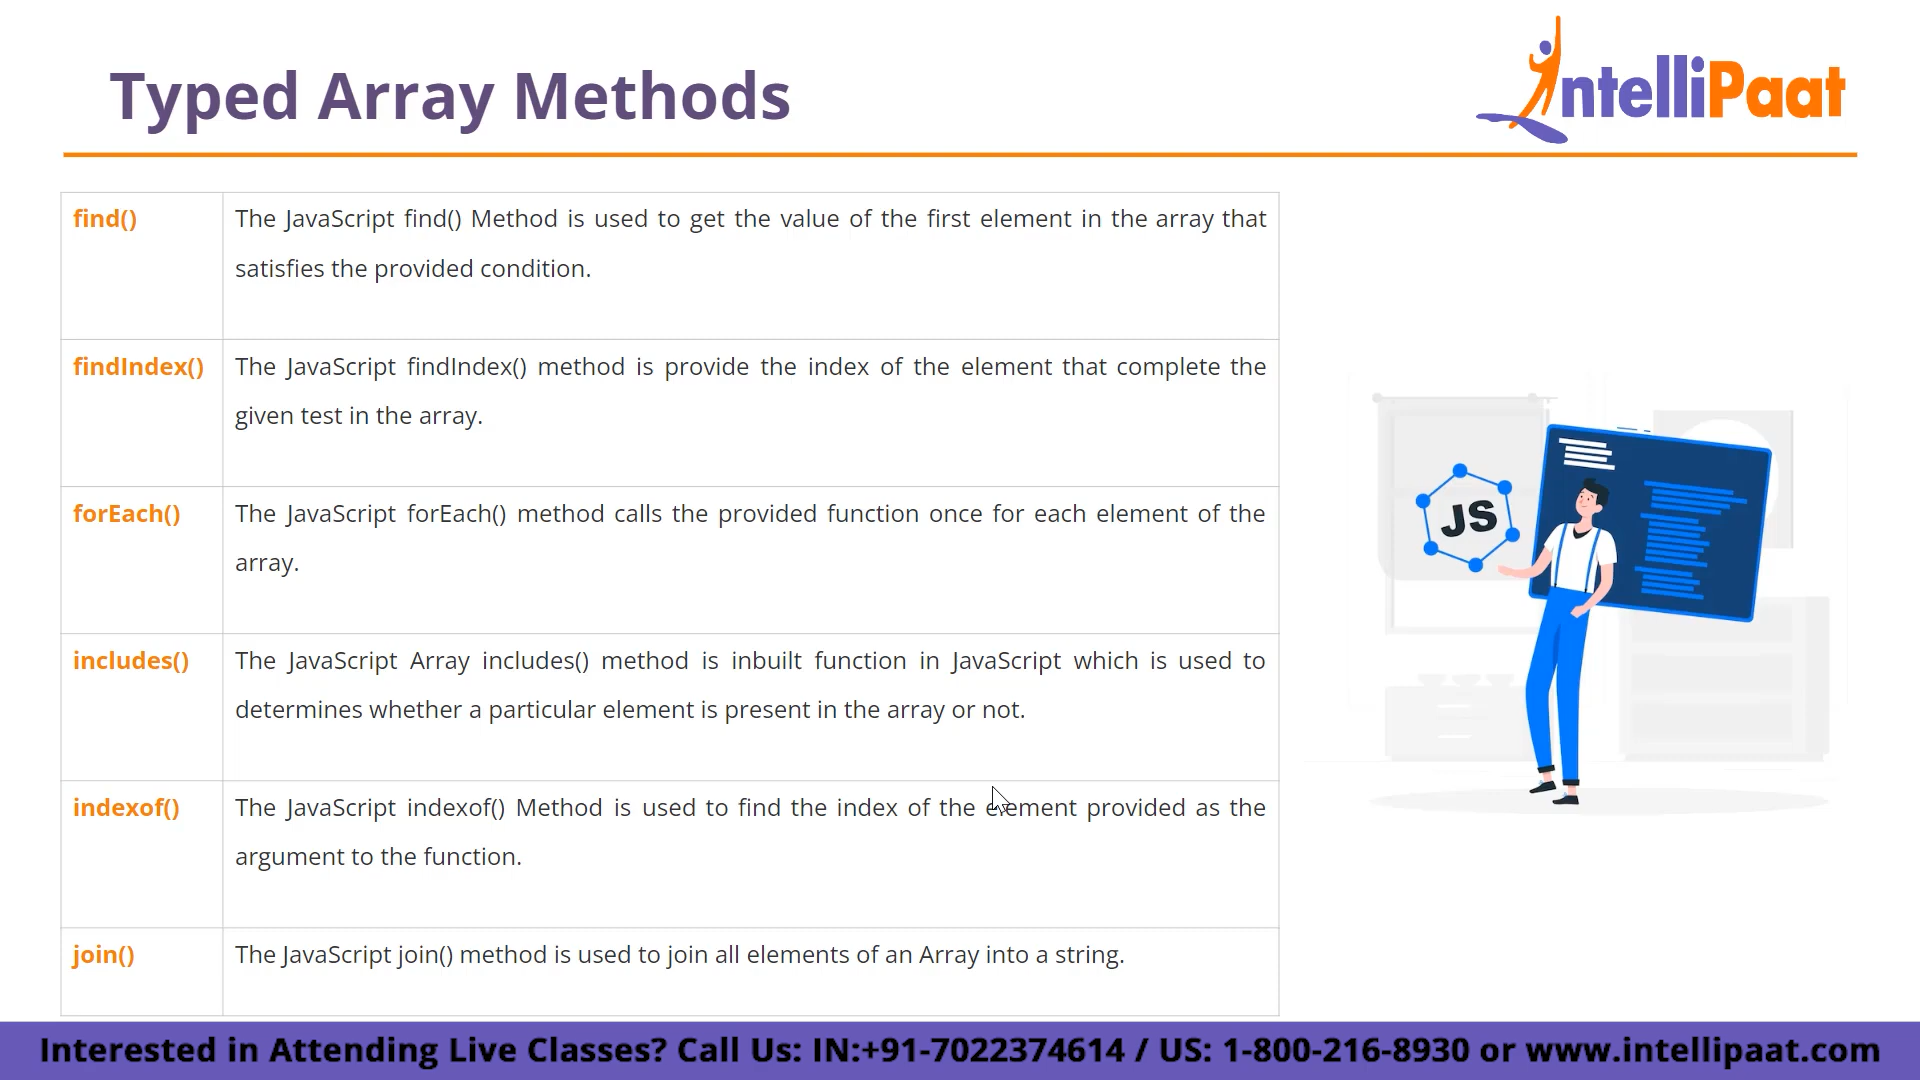 Typed Array Methods
IntelliPaat
find()
The JavaScript find() Method is used to get the value of the first element in the array that
satisfies the provided condition.
findIndex()
The JavaScript findIndex() method is provide the index of the element that complete the
given test in the array.
forEach()
The JavaScript forEach() method calls the provided function once for each element of the
array.
includes()
The JavaScript Array includes() method is inbuilt function in JavaScript which is used to
determines whether a particular element is present in the array or not.
indexof()
The JavaScript indexof() Method is used to find the index of the element provided as the
argument to the function.
join()
The JavaScript join() method is used to join all elements of an Array into a string.
JS
Interested in Attending Live Classes? Call Us: IN:+91-7022374614 / US: 1-800-216-8930 or www.intellipaat.com